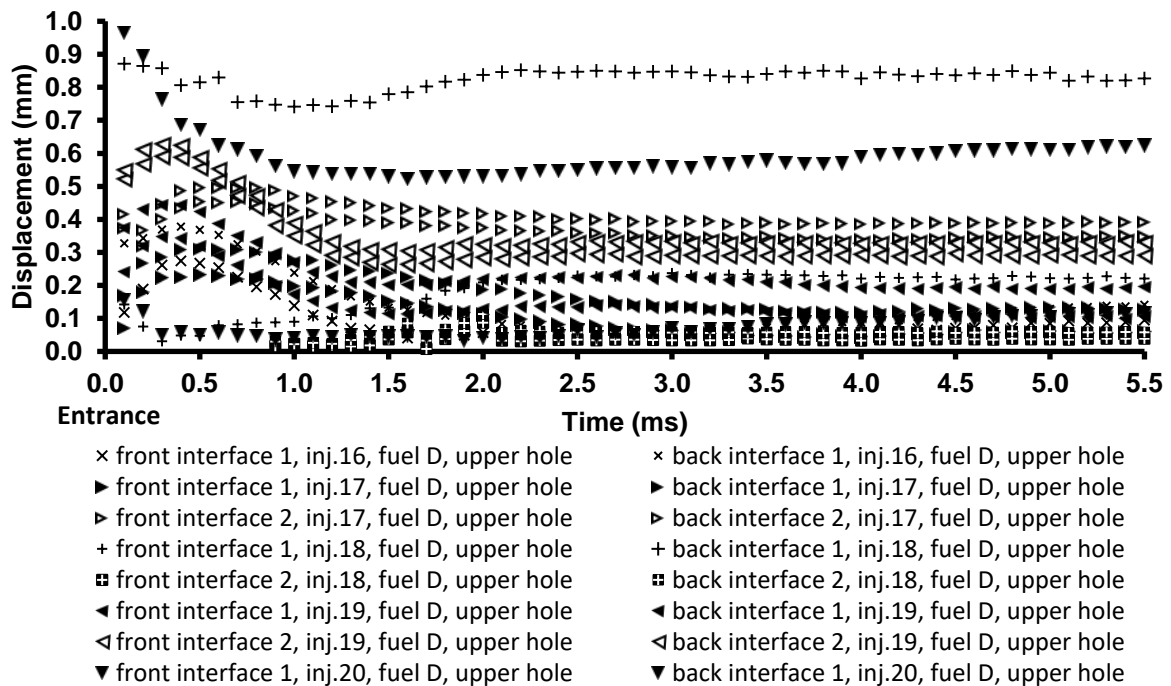 1.0
0.9
0.8
0.7
0.6
0.5
0.4
0.3
0.2
0.1
0.0
Displacement (mm)
0.0 0.5 1.0 1.5 2.0 2.5 3.0 3.5 4.0 4.5 5.0 5.5
Entrance
Time (ms)
front interface 1, inj.16, fuel D, upper hole
back interface 1, inj.16, fuel D, upper hole
front interface 1, inj.17, fuel D, upper hole
back interface 1, inj.17, fuel D, upper hole
front interface 2, inj.17, fuel D, upper hole
back interface 2, inj.17, fuel D, upper hole
front interface 1, inj.18, fuel D, upper hole
back interface 1, inj.18, fuel D, upper hole
front interface 2, inj.18, fuel D, upper hole
back interface 2, inj.18, fuel D, upper hole
front interface 1, inj.19, fuel D, upper hole
back interface 1, inj.19, fuel D, upper hole
front interface 2, inj.19, fuel D, upper hole
back interface 2, inj.19, fuel D, upper hole
front interface 1, inj.20, fuel D, upper hole
back interface 1, inj.20, fuel D, upper hole